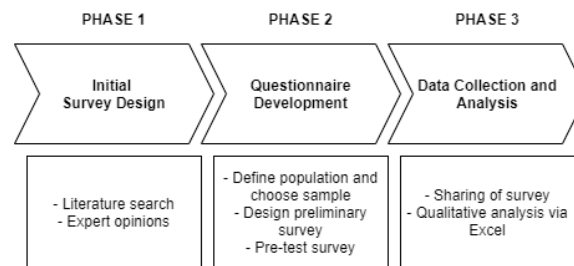 PHASE 1
PHASE 2
PHASE 3
Initial
Survey Design
Questionnaire
Development
Data Collection and
Analysis
- Literature search
- Expert opinions
- Define population and
choose sample
- Design preliminary
survey
- Pre-test survey
- Sharing of survey
- Qualitative analysis via
Excel